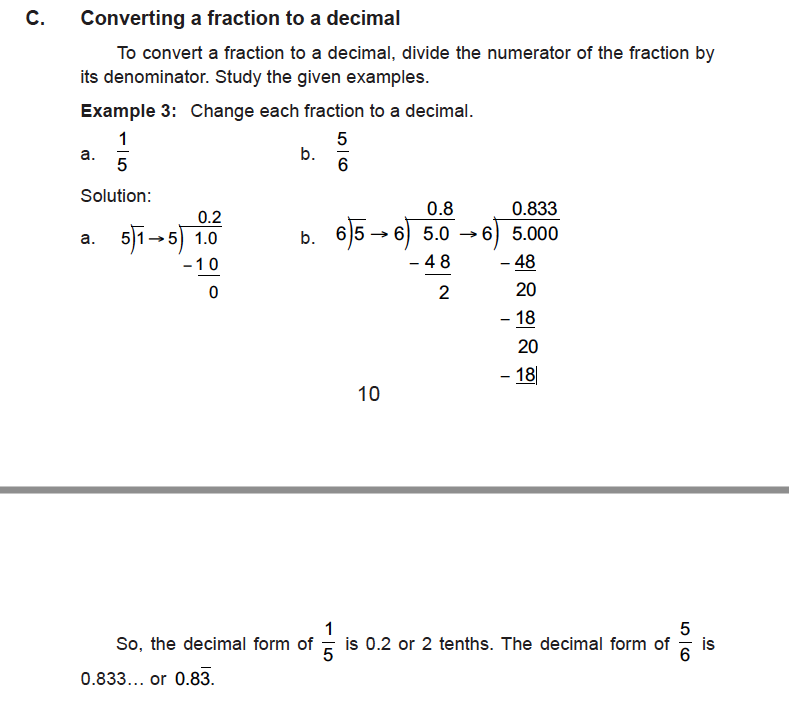 C. Converting a fraction to a decimal
To convert a fraction to a decimal, divide the numerator of the fraction by
its denominator. Study the given examples.
Example 3: Change each fraction to a decimal.
a. 1/5 b. 5/6
Solution:
0.2 0.8 0.833
a. 5)1 → 5) 1.0 b. 6)5 → 6) 5.0 → 6) 5.000
– 1 0 – 4 8 – 48
0 2 20
– 18
20
– 18
10
So, the decimal form of 1/5 is 0.2 or 2 tenths. The decimal form of 5/6 is
0.833... or 0.83̅.